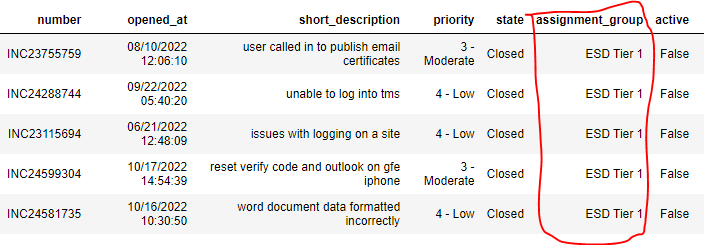 number opened_at short_description priority state assignment_group active
INC23755759 08/10/2022 12:06:10 user called in to publish email certificates 3 - Moderate Closed ESD Tier 1 False
INC24288744 09/22/2022 05:40:20 unable to log into tms 4 - Low Closed ESD Tier 1 False
INC23115694 06/21/2022 12:48:09 issues with logging on a site 4 - Low Closed ESD Tier 1 False
INC24599304 10/17/2022 14:54:39 reset verify code and outlook on gfe iphone 3 - Moderate Closed ESD Tier 1 False
INC24581735 10/16/2022 10:30:50 word document data formatted incorrectly 4 - Low Closed ESD Tier 1 False